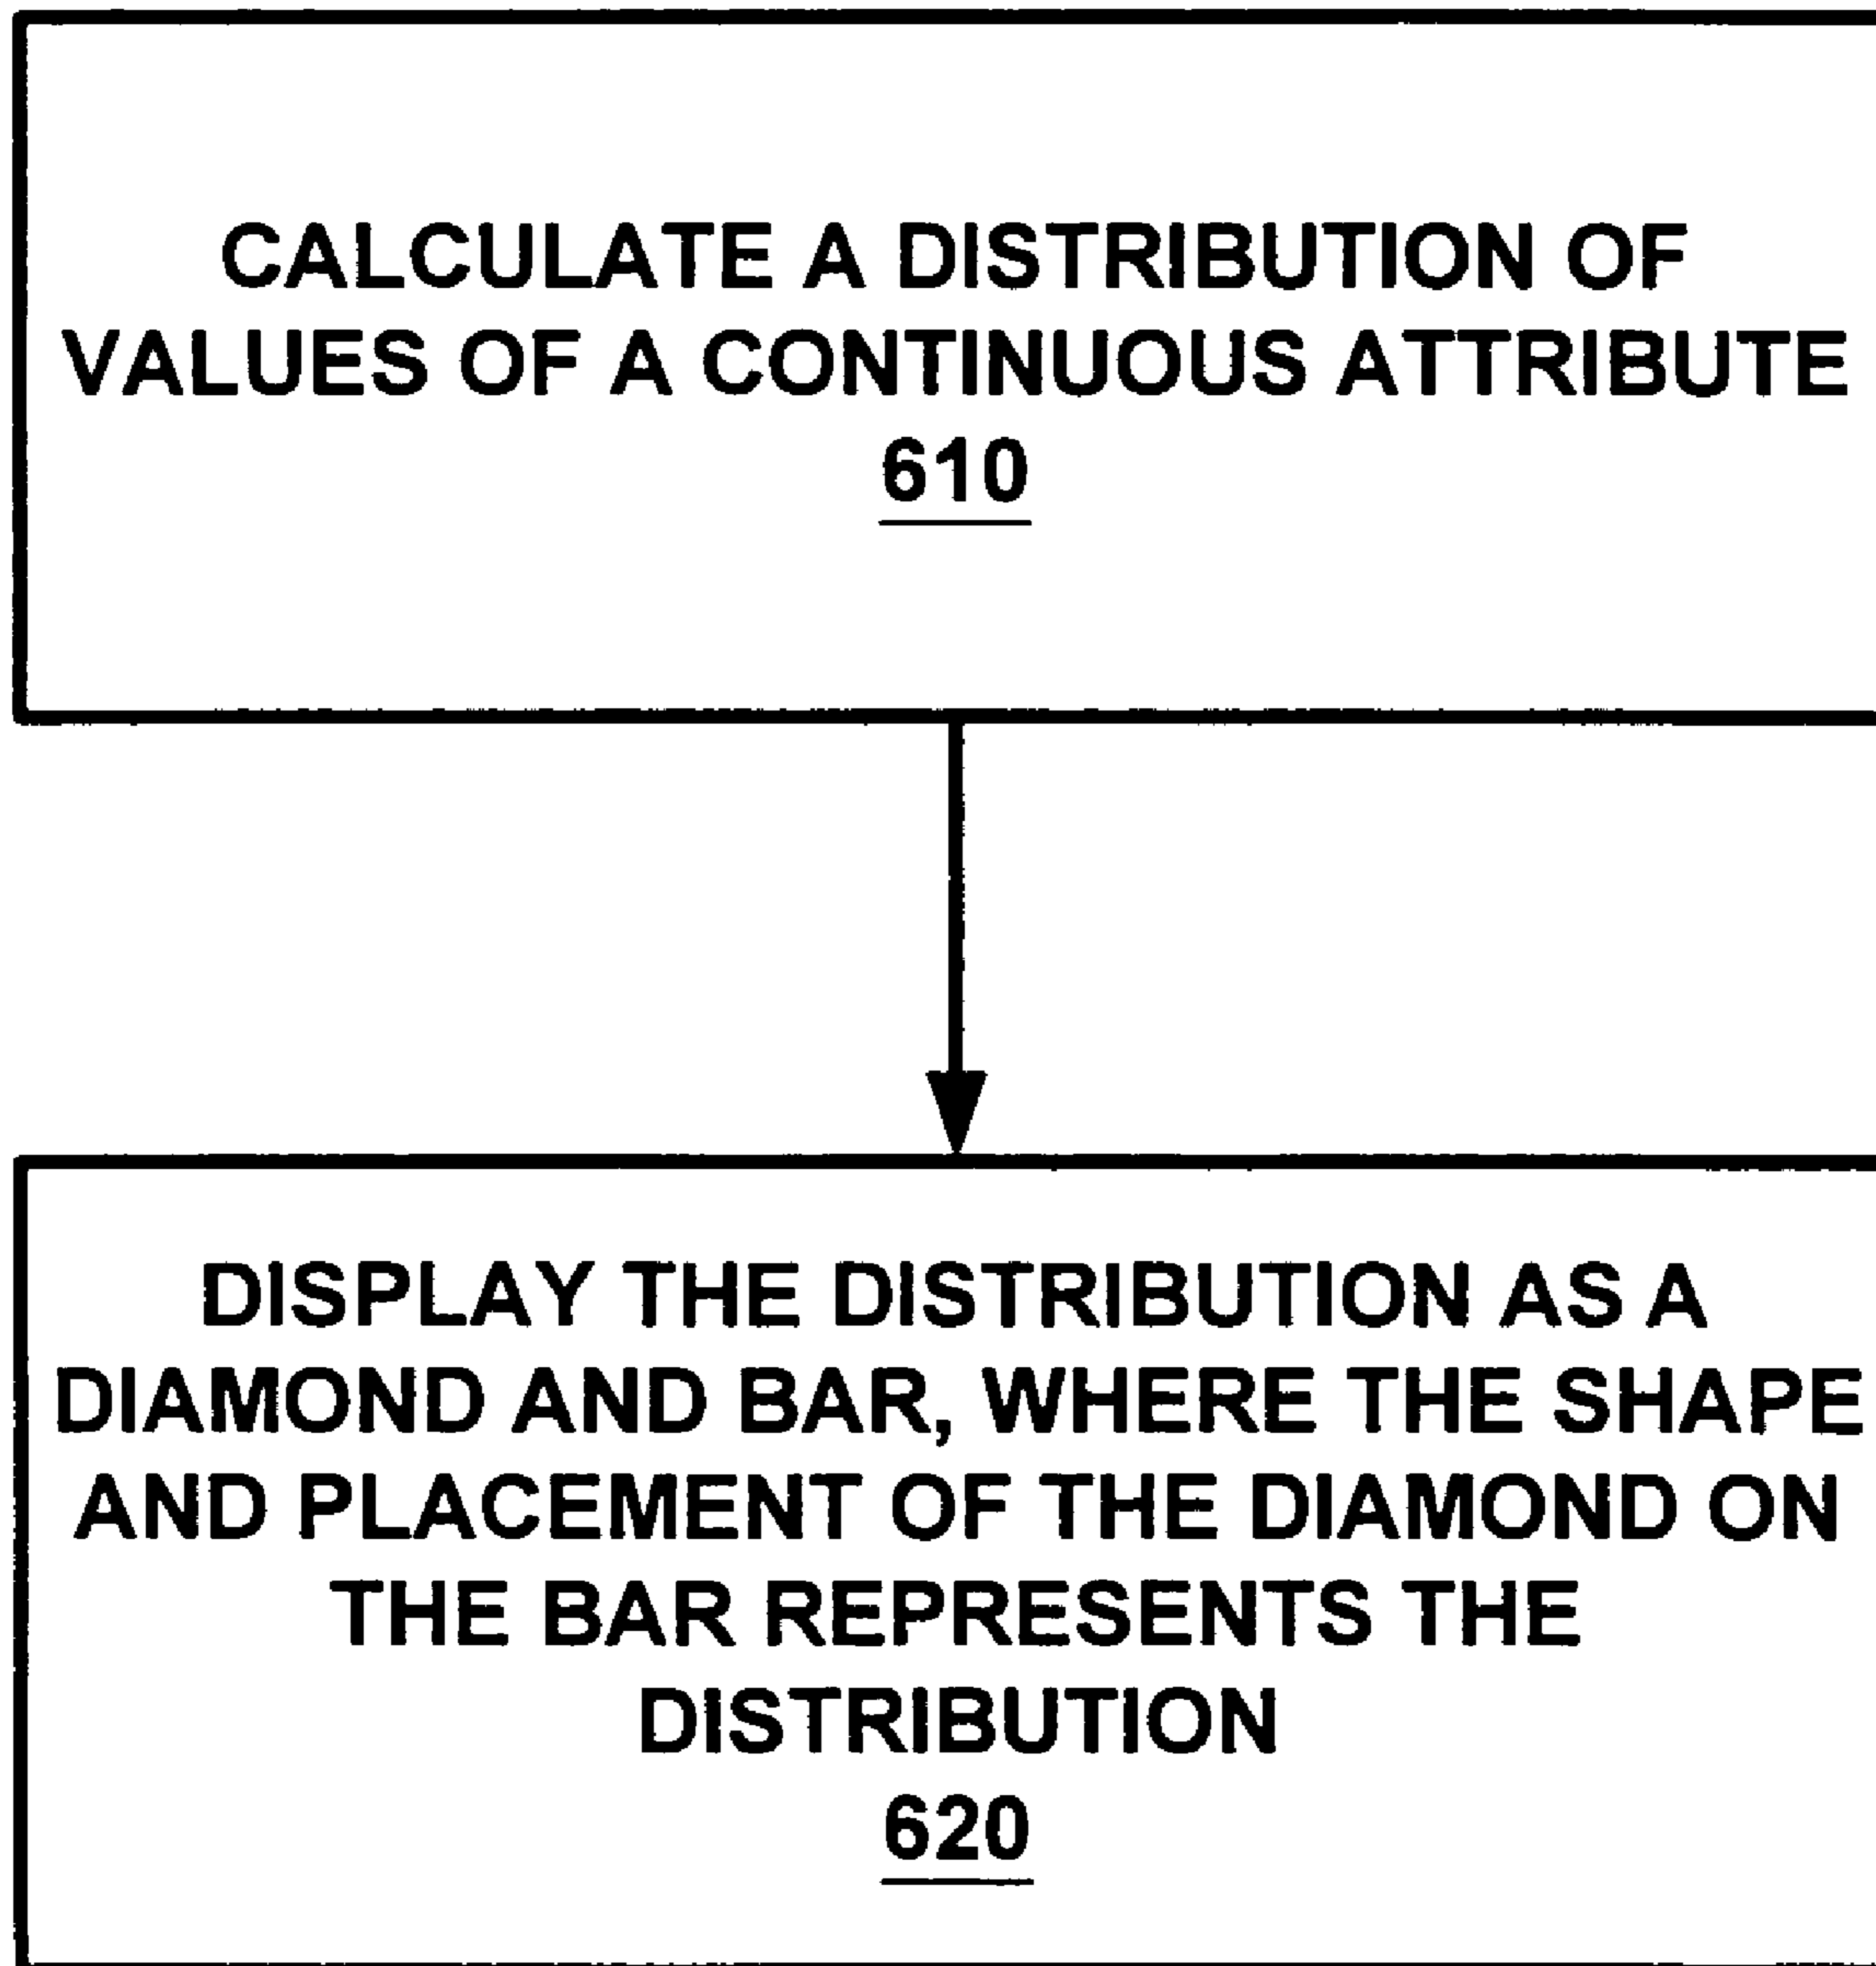 CALCULATE A DISTRIBUTION OF
VALUES OF A CONTINUOUS ATTRIBUTE
610
DISPLAY THE DISTRIBUTION AS A
DIAMOND AND BAR, WHERE THE SHAPE
AND PLACEMENT OF THE DIAMOND ON
THE BAR REPRESENTS THE
DISTRIBUTION
620